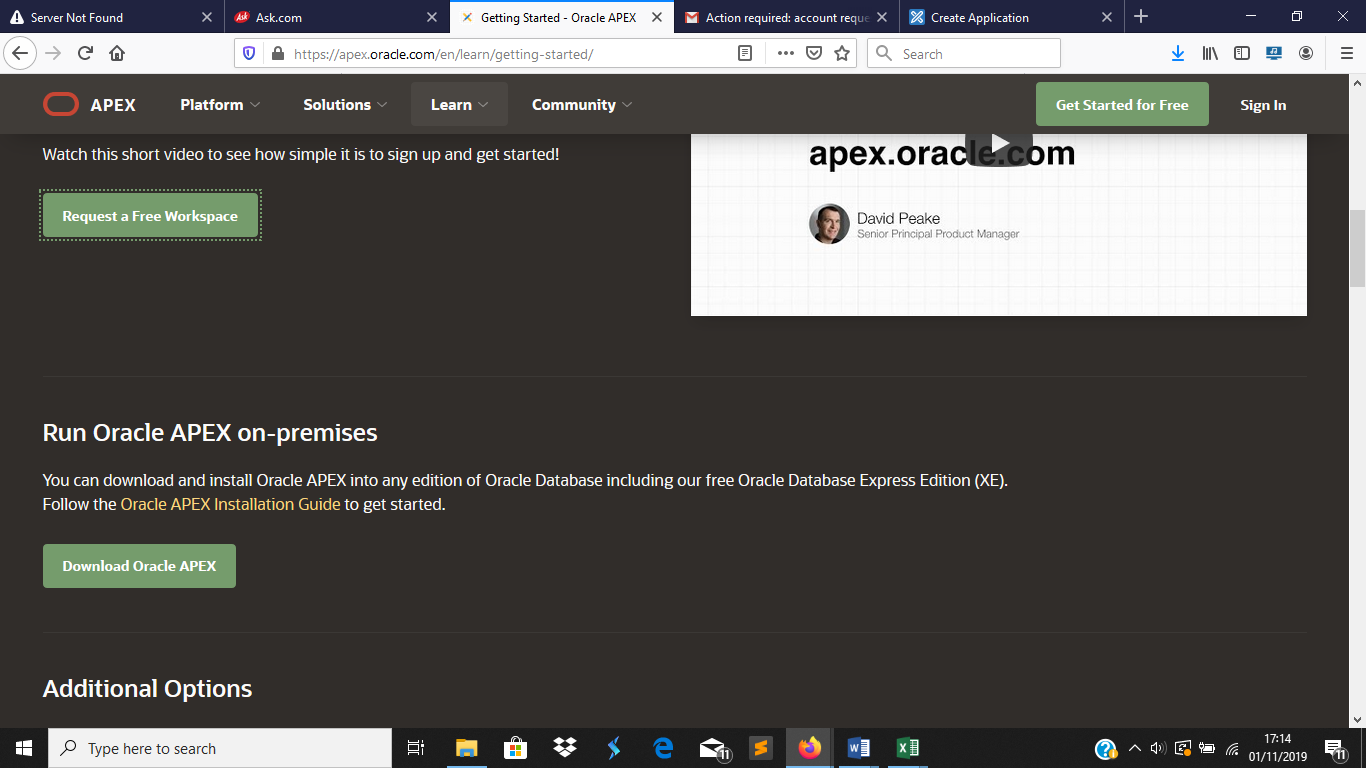 Server Not Found
Ask.com
Getting Started - Oracle APEX
Action required: account reque
Create Application
https://apex.oracle.com/en/learn/getting-started/
Search
APEX
Platform
Solutions
Learn
Community
Get Started for Free
Sign In
Watch this short video to see how simple it is to sign up and get started!
Request a Free Workspace
apex.oracle.com
David Peake
Senior Principal Product Manager
Run Oracle APEX on-premises
You can download and install Oracle APEX into any edition of Oracle Database including our free Oracle Database Express Edition (XE).
Follow the Oracle APEX Installation Guide to get started.
Download Oracle APEX
Additional Options
Type here to search
11
17:14
01/11/2019
11